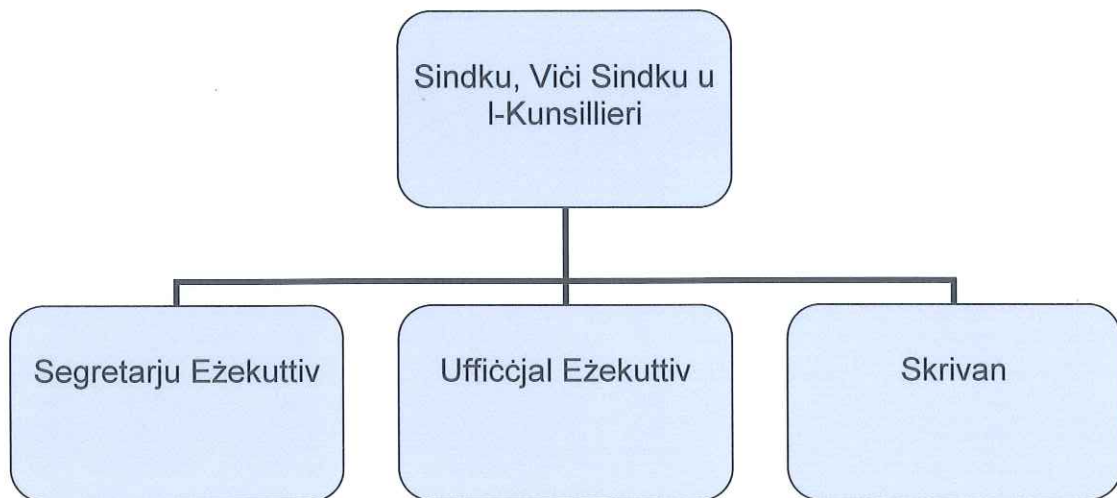 Sindku, Viċi Sindku u
l-Kunsillieri
Segretarju Eżekuttiv
Uffiċċjal Eżekuttiv
Skrivan